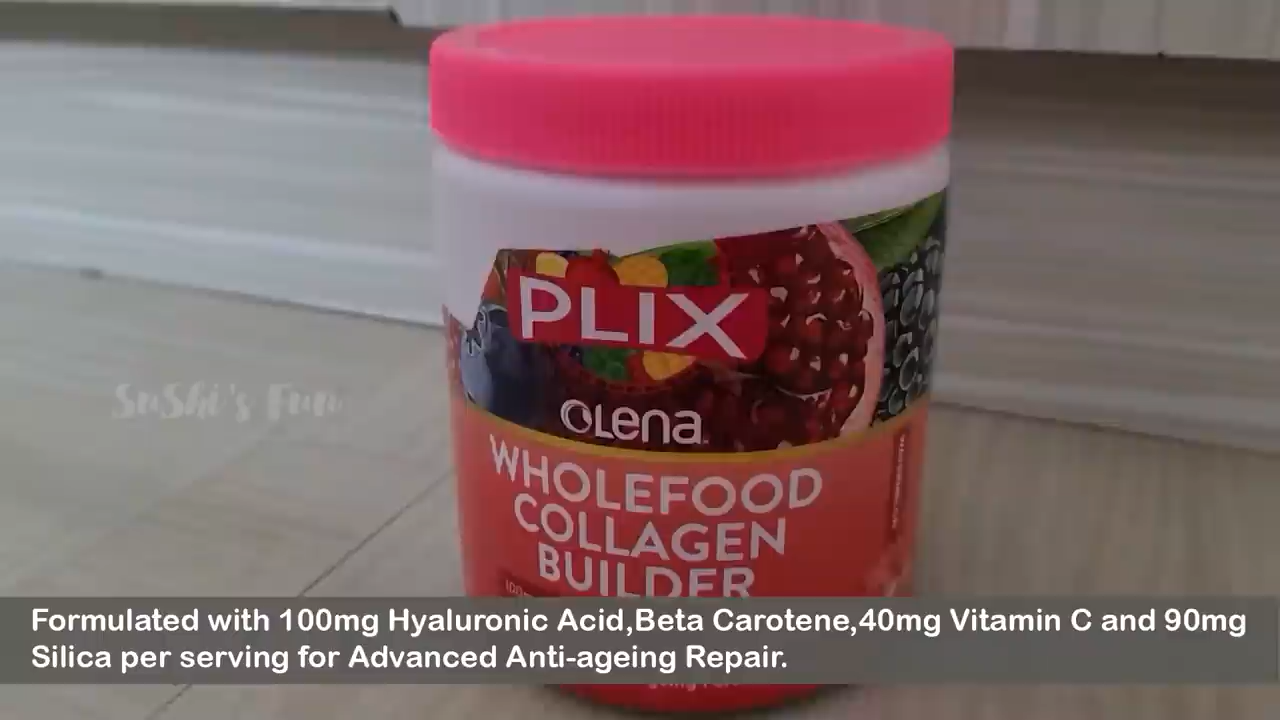 PLIX
OLena
WHOLEFOOD
COLLAGEN
BUILDER
SuShi's Fun
Formulated with 100mg Hyaluronic Acid,Beta Carotene,40mg Vitamin C and 90mg
Silica per serving for Advanced Anti-ageing Repair.